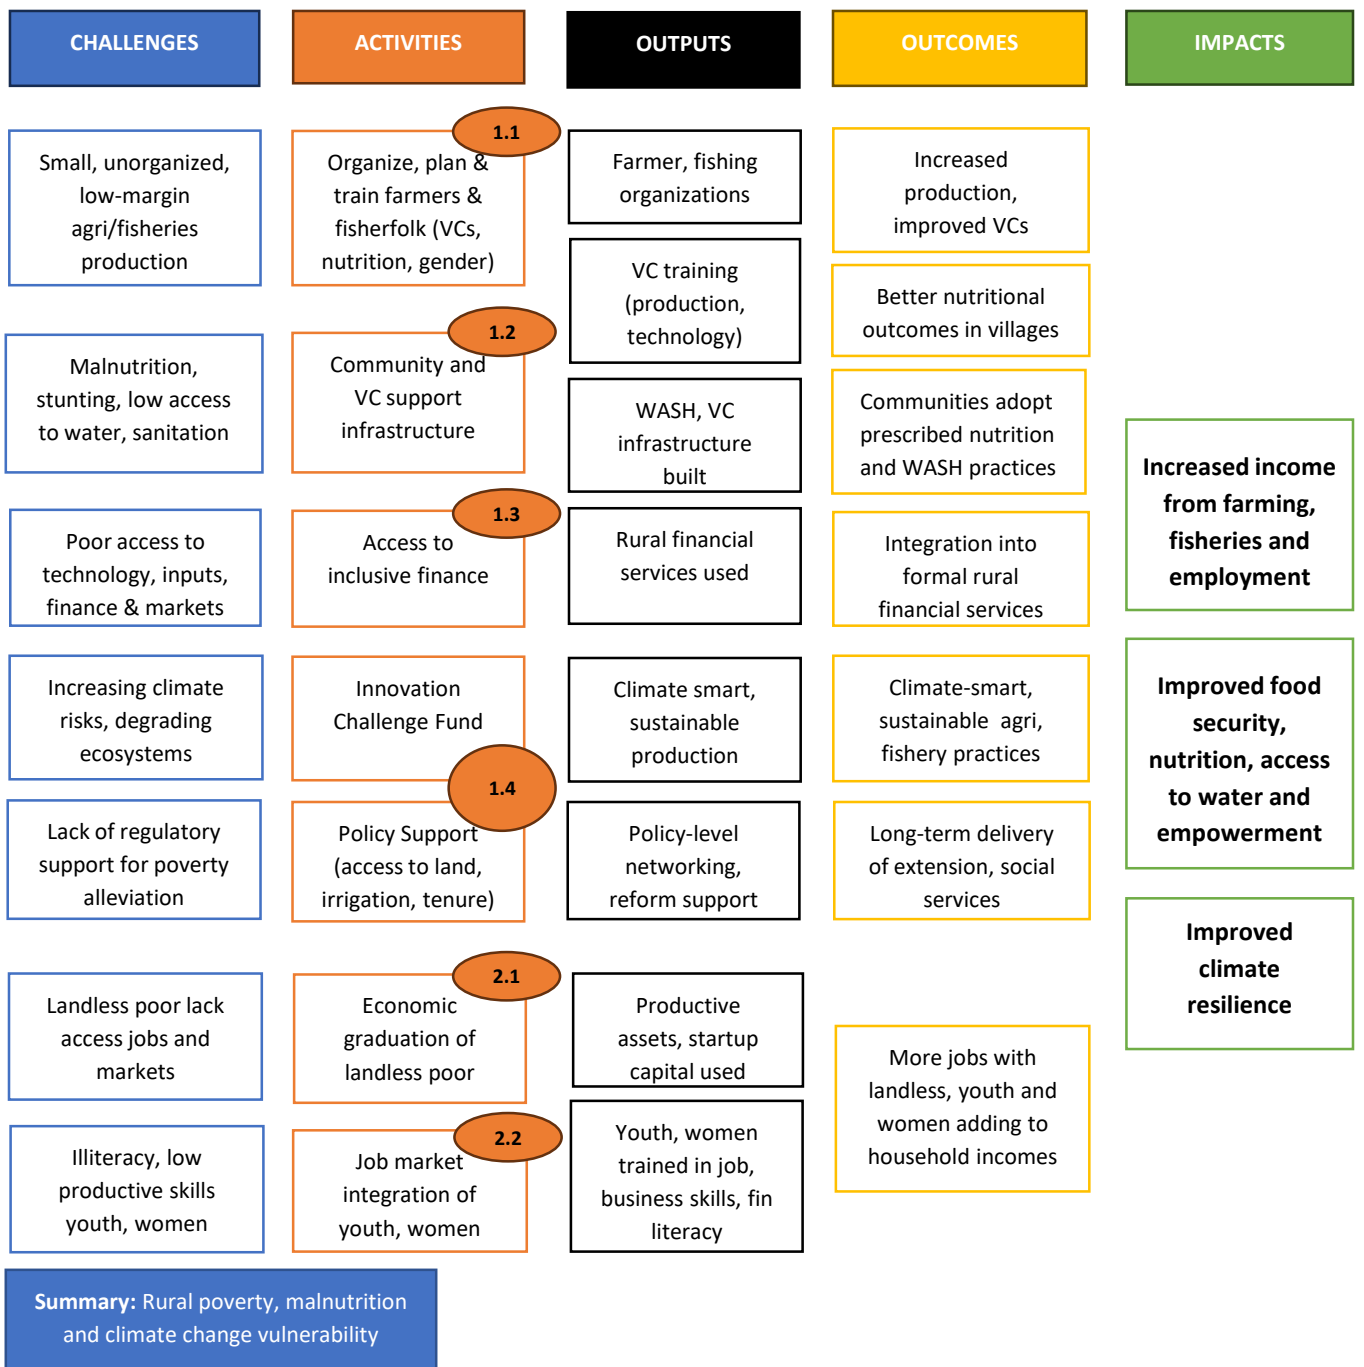 CHALLENGES
ACTIVITIES
OUTPUTS
OUTCOMES
IMPACTS
Small, unorganized,
low-margin
agri/fisheries
production
Malnutrition,
stunting, low access
to water, sanitation
Poor access to
technology, inputs,
finance & markets
Increasing climate
risks, degrading
ecosystems
Lack of regulatory
support for poverty
alleviation
Landless poor lack
access jobs and
markets
Illiteracy, low
productive skills
youth, women
Summary: Rural poverty, malnutrition
and climate change vulnerability
1.1
Organize, plan &
train farmers &
fisherfolk (VCs,
nutrition, gender)
1.2
Community and
VC support
infrastructure
1.3
Access to
inclusive finance
Innovation
Challenge Fund
1.4
Policy Support
(access to land,
irrigation, tenure)
2.1
Economic
graduation of
landless poor
2.2
Job market
integration of
youth, women
Farmer, fishing
organizations
VC training
(production,
technology)
WASH, VC
infrastructure
built
Rural financial
services used
Climate smart,
sustainable
production
Policy-level
networking,
reform support
Productive
assets, startup
capital used
Youth, women
trained in job,
business skills, fin
literacy
Increased
production,
improved VCs
Better nutritional
outcomes in villages
Communities adopt
prescribed nutrition
and WASH practices
Integration into
formal rural
financial services
Climate-smart,
sustainable agri,
fishery practices
Long-term delivery
of extension, social
services
More jobs with
landless, youth and
women adding to
household incomes
Increased income
from farming,
fisheries and
employment
Improved food
security,
nutrition, access
to water and
empowerment
Improved
climate
resilience